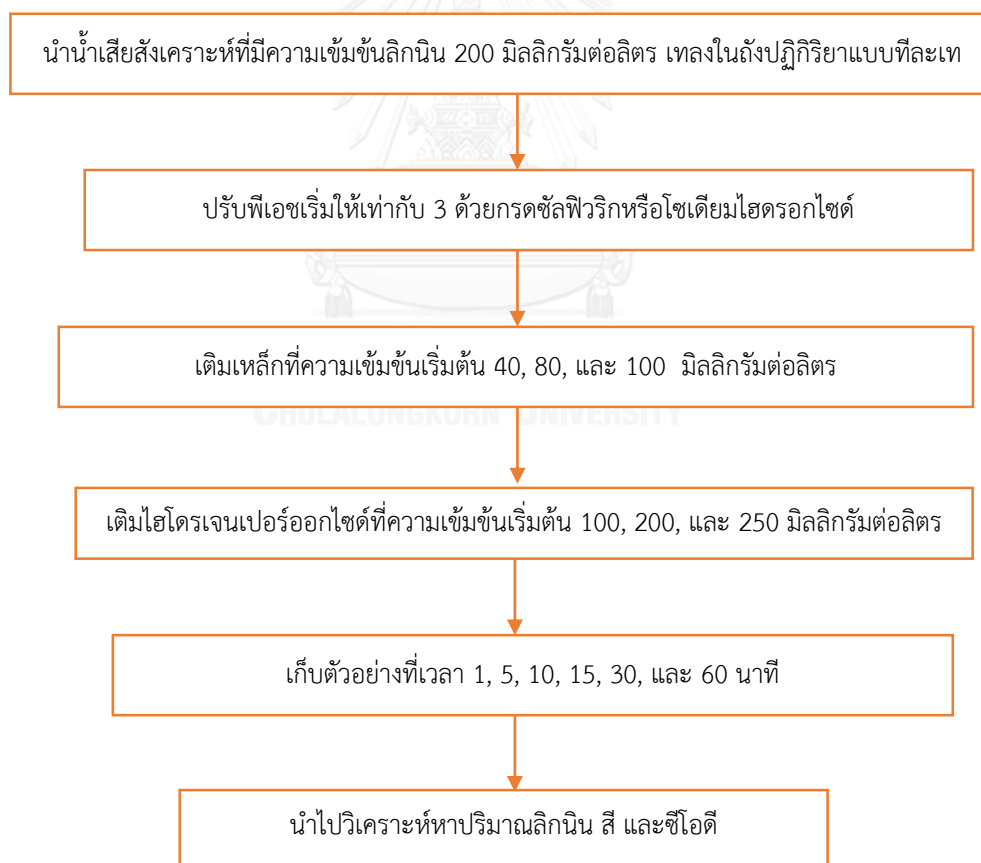 นำน้ำเสียสังเคราะห์ที่มีความเข้มข้นลิกนิน 200 มิลลิกรัมต่อลิตร เทลงในถังปฏิกิริยาแบบทีละเท
ปรับพีเอชเริ่มให้เท่ากับ 3 ด้วยกรดซัลฟิวริกหรือโซเดียมไฮดรอกไซด์
เติมเหล็กที่ความเข้มข้นเริ่มต้น 40, 80, และ 100 มิลลิกรัมต่อลิตร
CHULALONGKORN UNIVERSITY
เติมไฮโดรเจนเปอร์ออกไซด์ที่ความเข้มข้นเริ่มต้น 100, 200, และ 250 มิลลิกรัมต่อลิตร
เก็บตัวอย่างที่เวลา 1, 5, 10, 15, 30, และ 60 นาที
นำไปวิเคราะห์หาปริมาณลิกนิน สี และซีโอดี